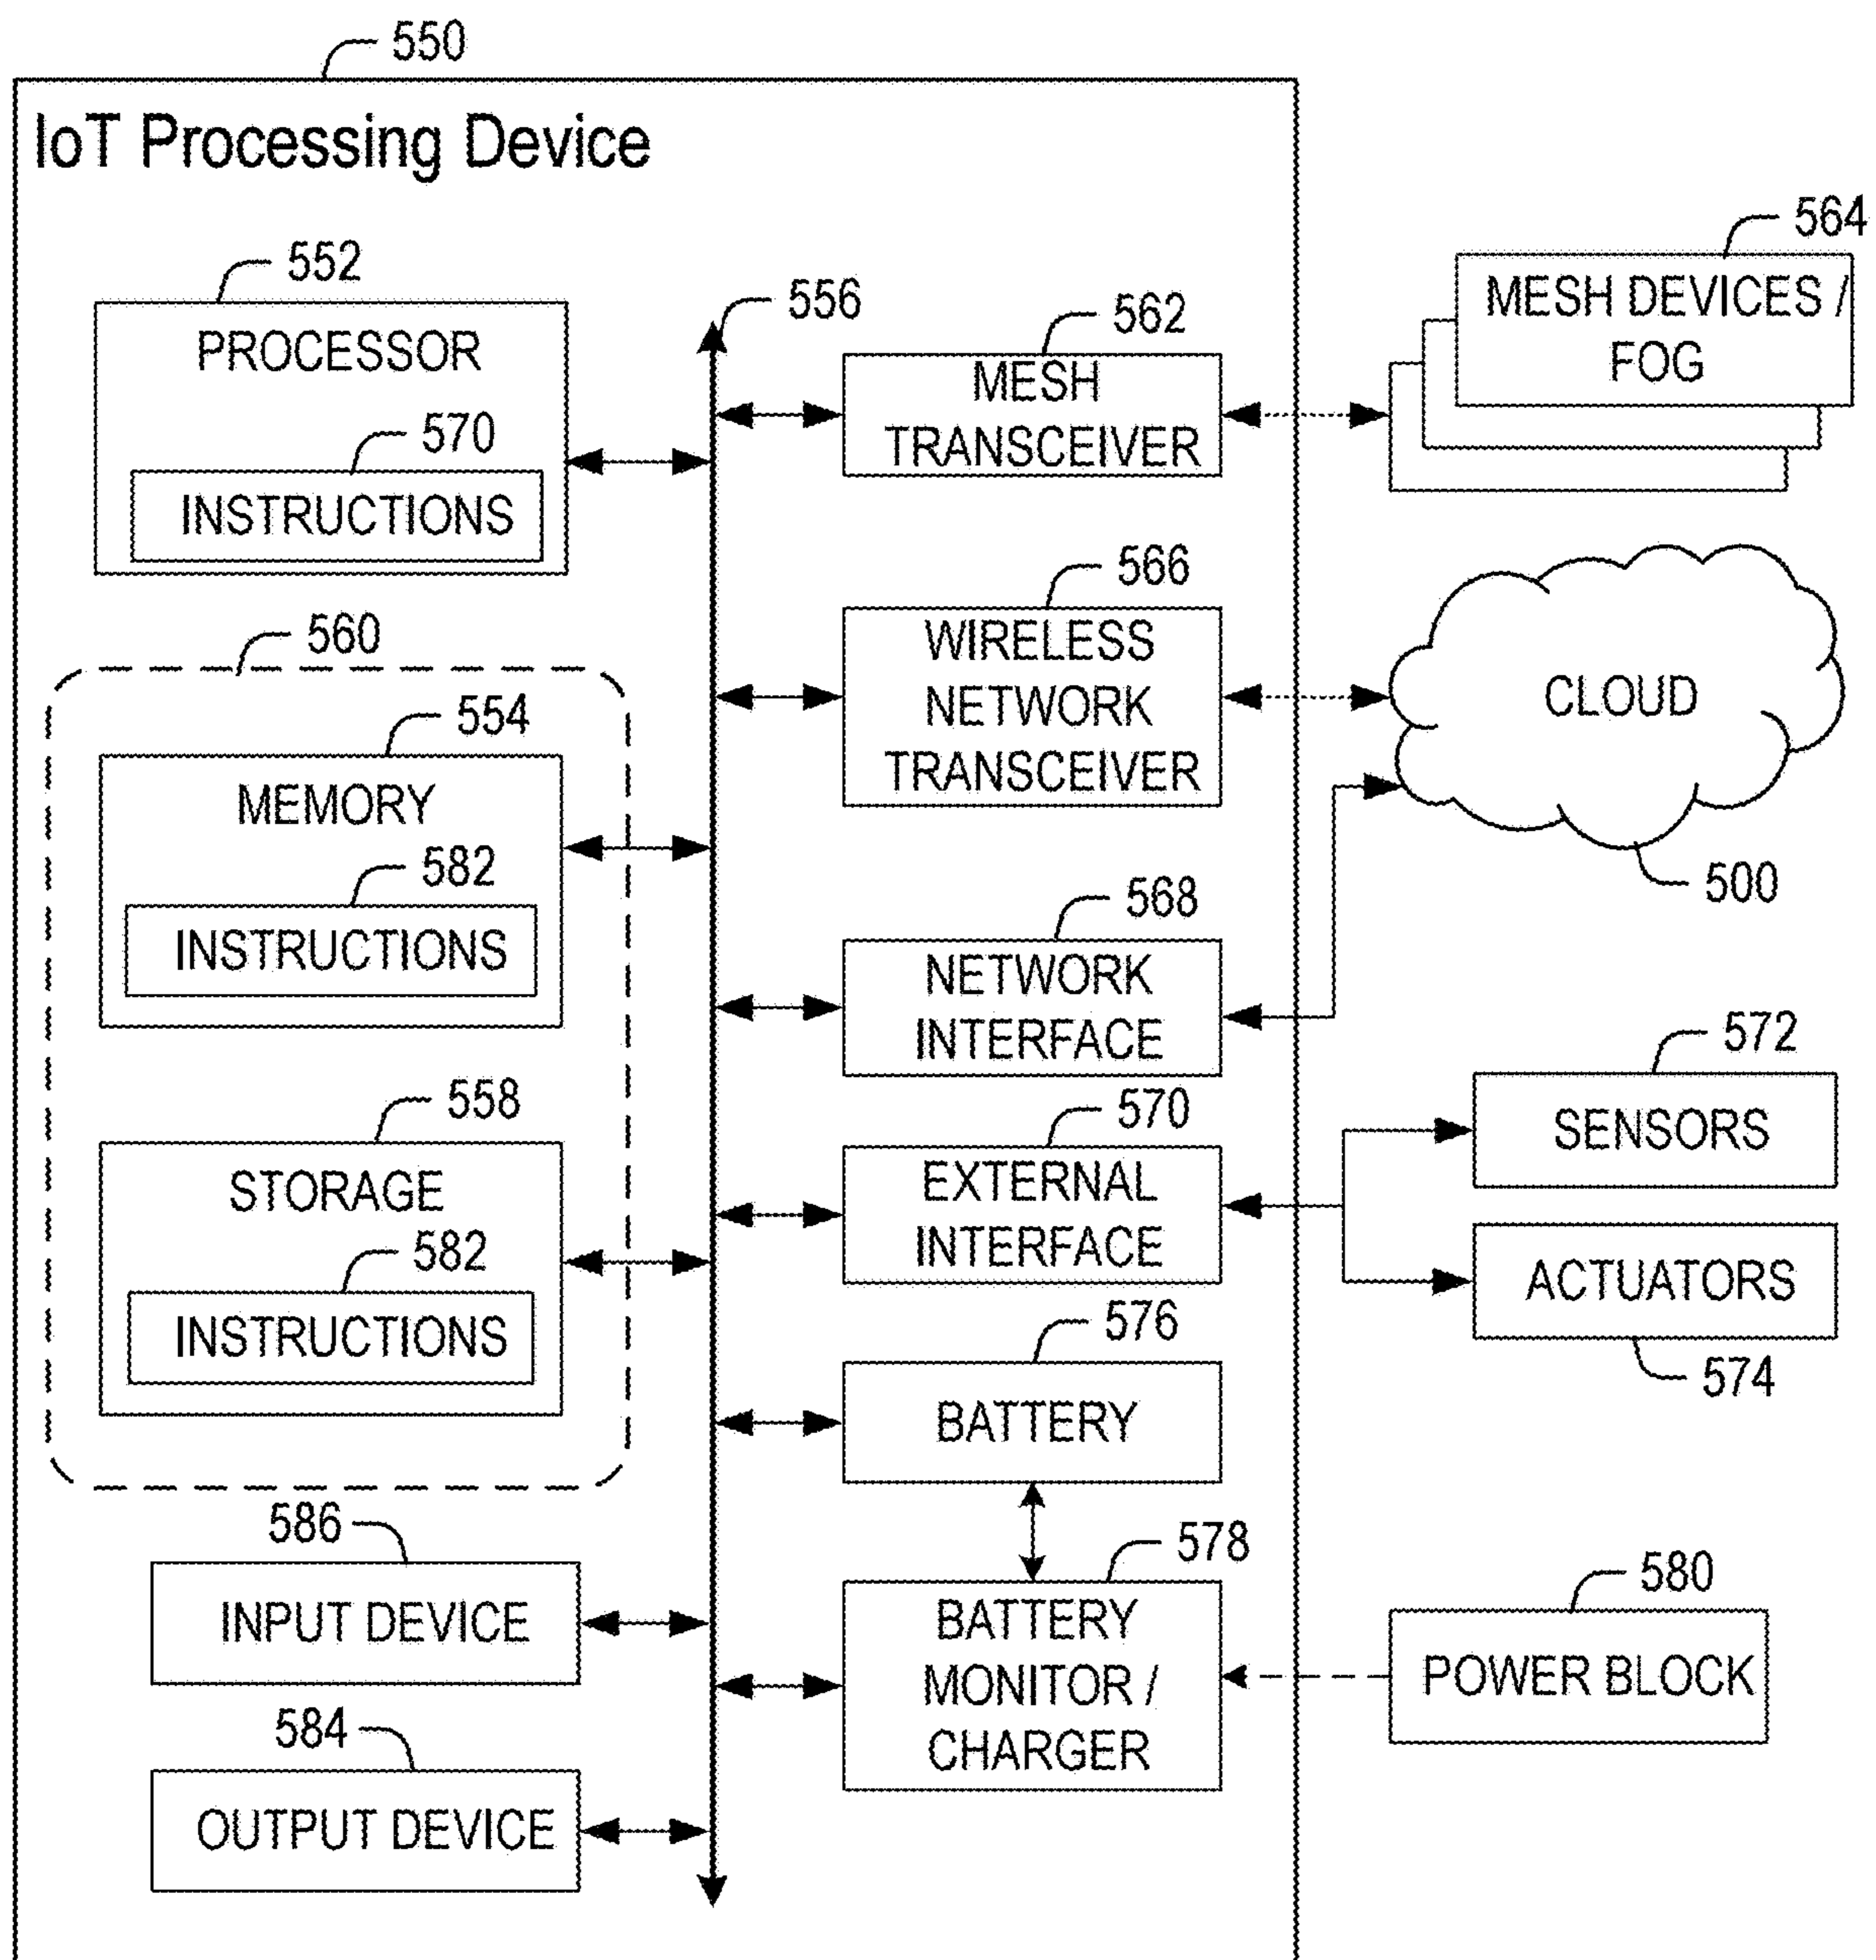 550
IoT Processing Device
552
PROCESSOR
570
INSTRUCTIONS
560
554
MEMORY
582
INSTRUCTIONS
558
STORAGE
582
INSTRUCTIONS
586
INPUT DEVICE
584
OUTPUT DEVICE
556
562
MESH
TRANSCEIVER
566
WIRELESS
NETWORK
TRANSCEIVER
568
NETWORK
INTERFACE
570
EXTERNAL
INTERFACE
576
BATTERY
578
BATTERY
MONITOR /
CHARGER
564
MESH DEVICES /
FOG
CLOUD
500
572
SENSORS
ACTUATORS
574
580
POWER BLOCK